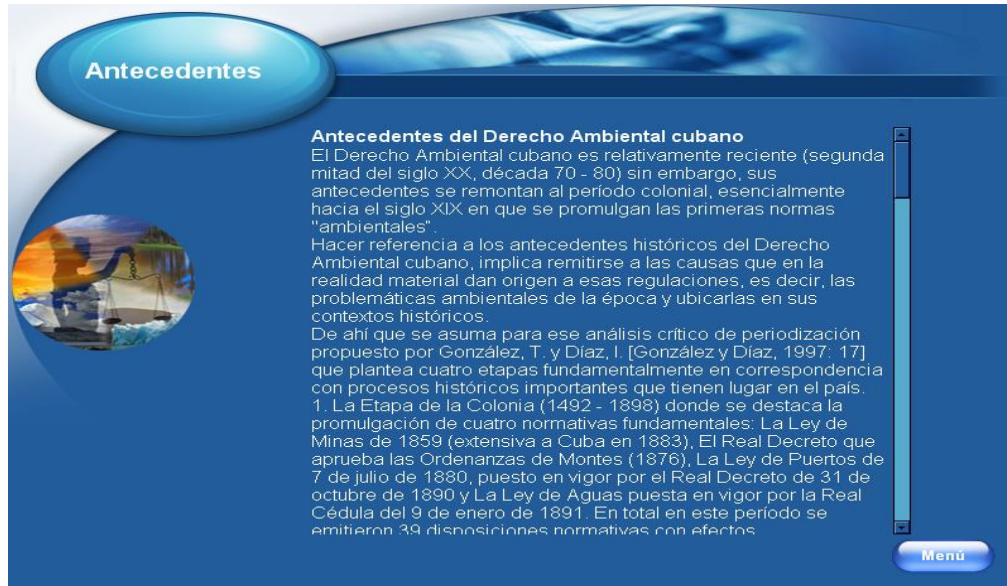 Antecedentes
Antecedentes del Derecho Ambiental cubano
El Derecho Ambiental cubano es relativamente reciente (segunda
mitad del siglo XX, década 70 - 80) sin embargo, sus
antecedentes se remontan al período colonial, esencialmente
hacia el siglo XIX en que se promulgan las primeras normas
"ambientales".
Hacer referencia a los antecedentes históricos del Derecho
Ambiental cubano, implica remitirse a las causas que en la
realidad material dan origen a esas regulaciones, es decir, las
problemáticas ambientales de la época y ubicarlas en sus
contextos históricos.
De ahí que se asuma para ese análisis crítico de periodización
propuesto por González, T. y Díaz, I. [González y Díaz, 1997: 17]
que plantea cuatro etapas fundamentalmente en correspondencia
con procesos históricos importantes que tienen lugar en el país.
1. La Etapa de la Colonia (1492 - 1898) donde se destaca la
promulgación de cuatro normativas fundamentales: La Ley de
Minas de 1859 (extensiva a Cuba en 1883), El Real Decreto que
aprueba las Ordenanzas de Montes (1876), La Ley de Puertos de
7 de julio de 1880, puesto en vigor por el Real Decreto de 31 de
octubre de 1890 y La Ley de Aguas puesta en vigor por la Real
Cédula del 9 de enero de 1891. En total en este período se
emitieron 39 disposiciones normativas con efectos
Menú